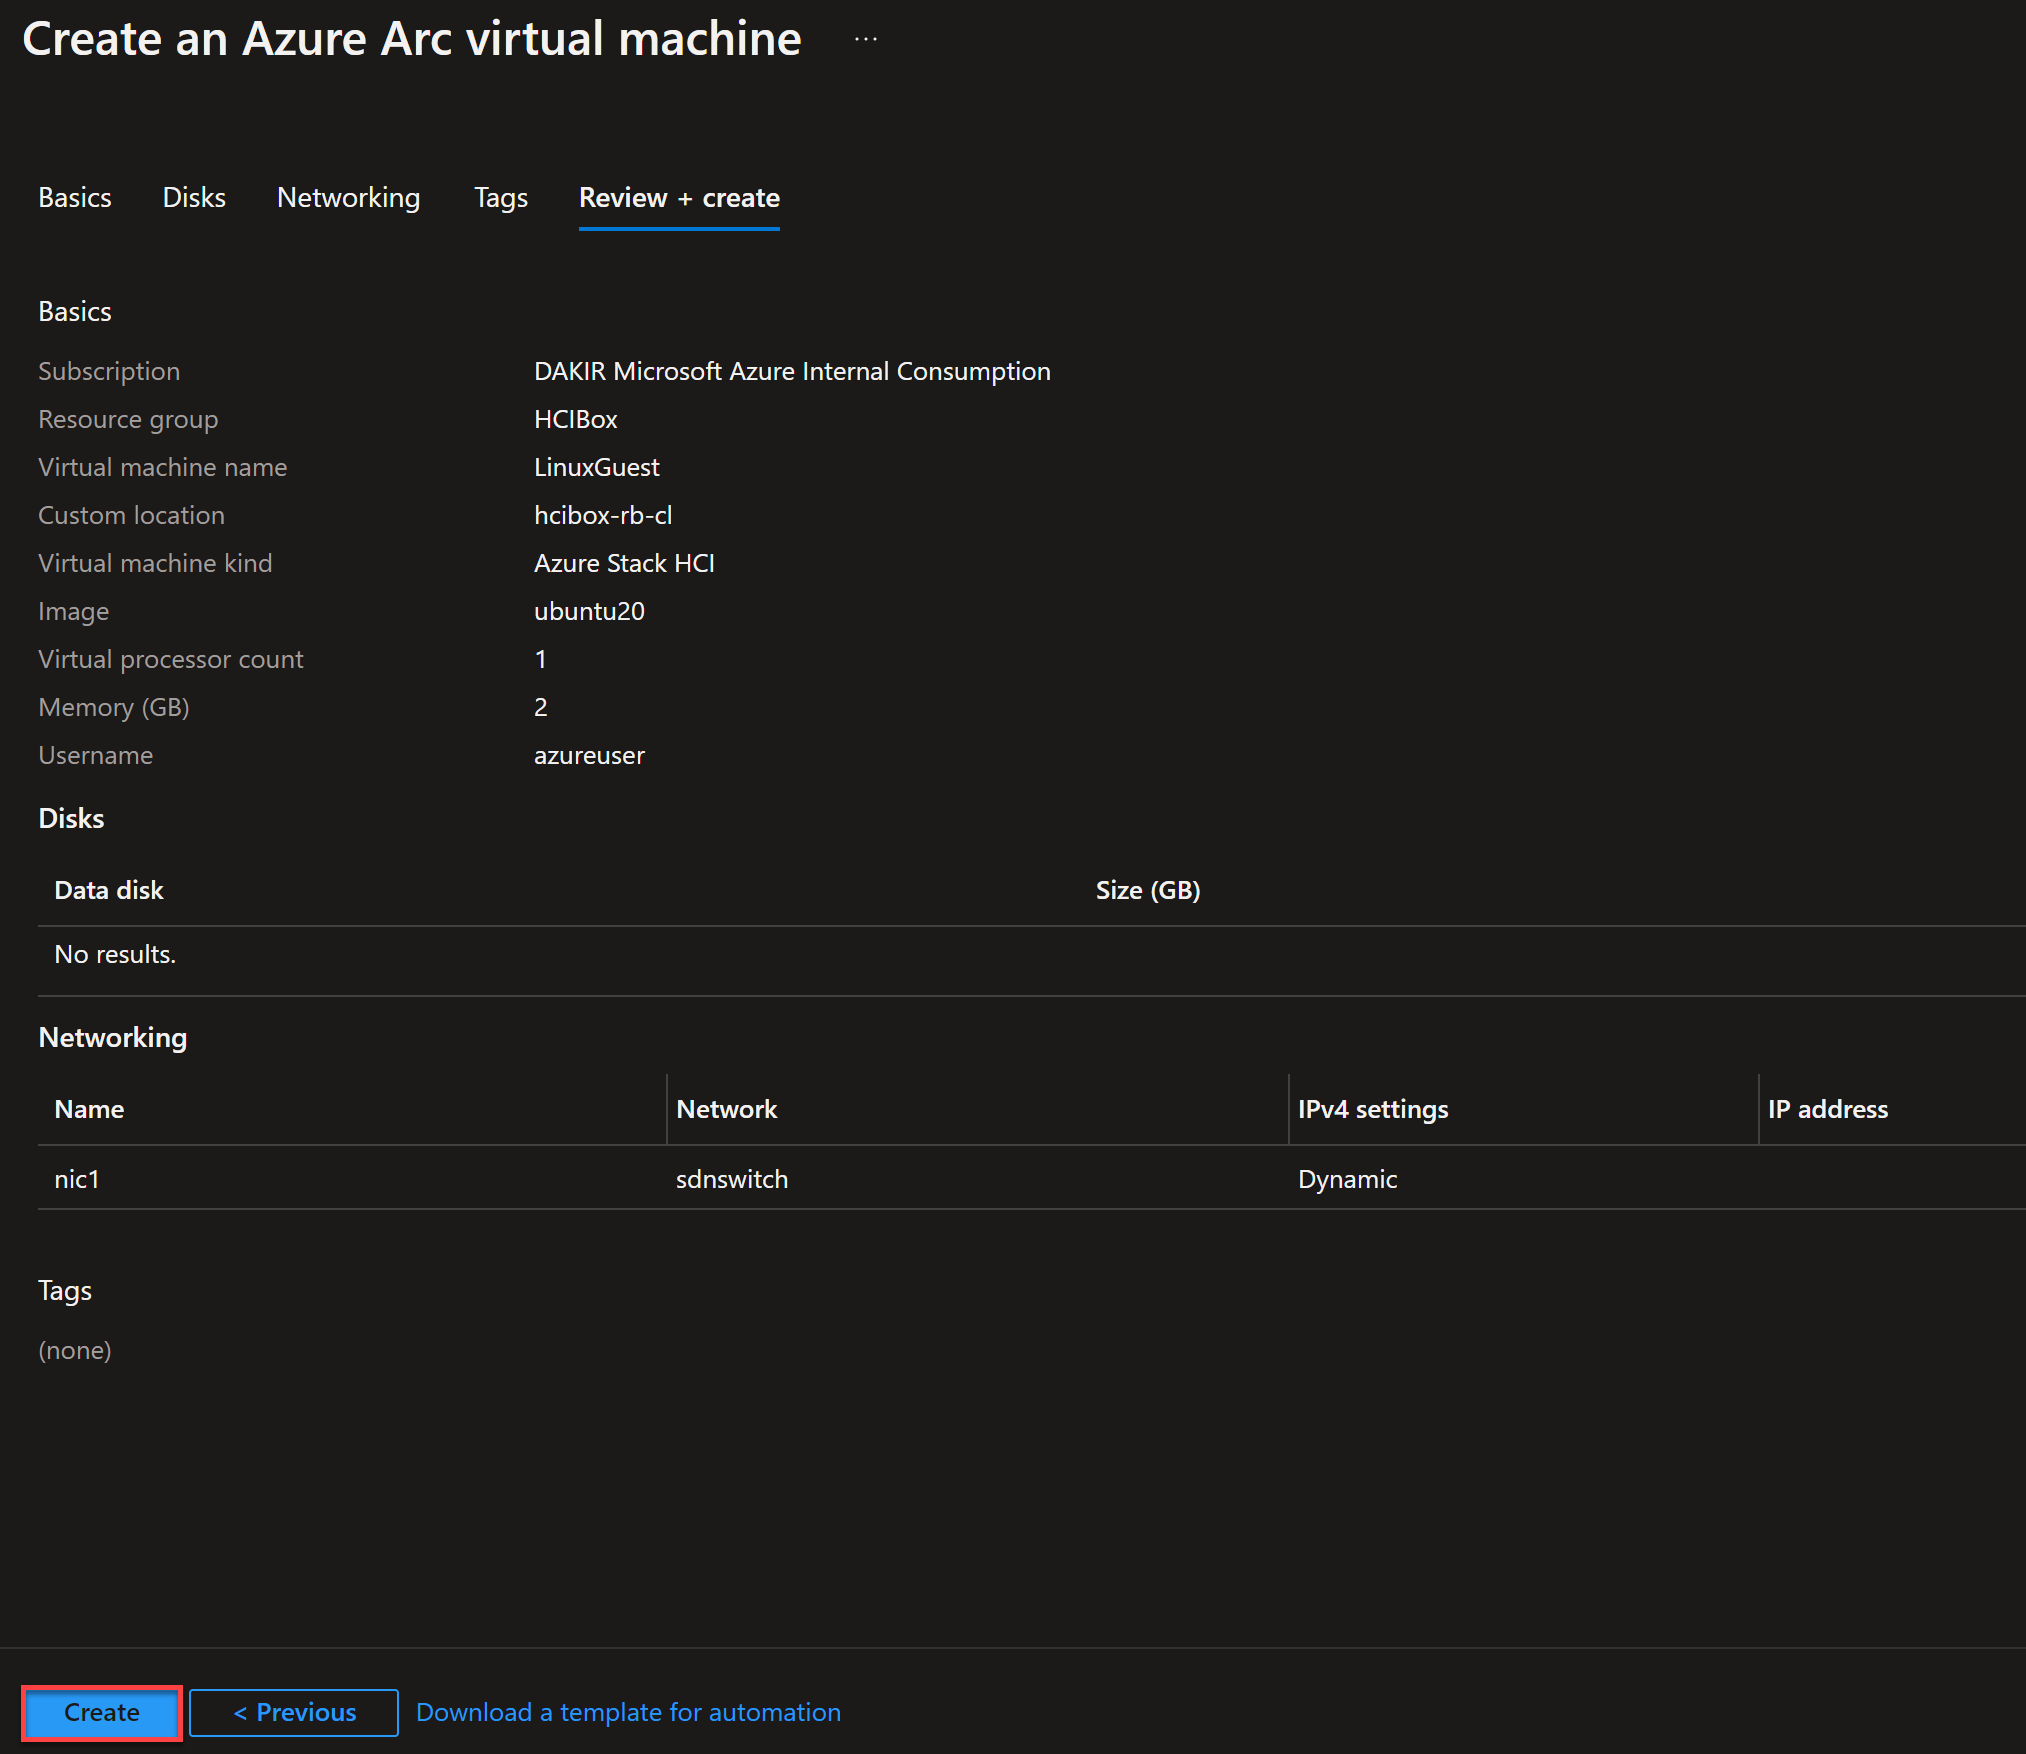 Create an Azure Arc virtual machine ...
Basics Disks Networking Tags Review + create
Basics
Subscription DAKIR Microsoft Azure Internal Consumption
Resource group HCIBox
Virtual machine name LinuxGuest
Custom location hcibox-rb-cl
Virtual machine kind Azure Stack HCI
Image ubuntu20
Virtual processor count 1
Memory (GB) 2
Username azureuser
Disks
Data disk Size (GB)
No results.
Networking
Name Network IPv4 settings IP address
nic1 sdnswitch Dynamic
Tags
(none)
Create < Previous Download a template for automation